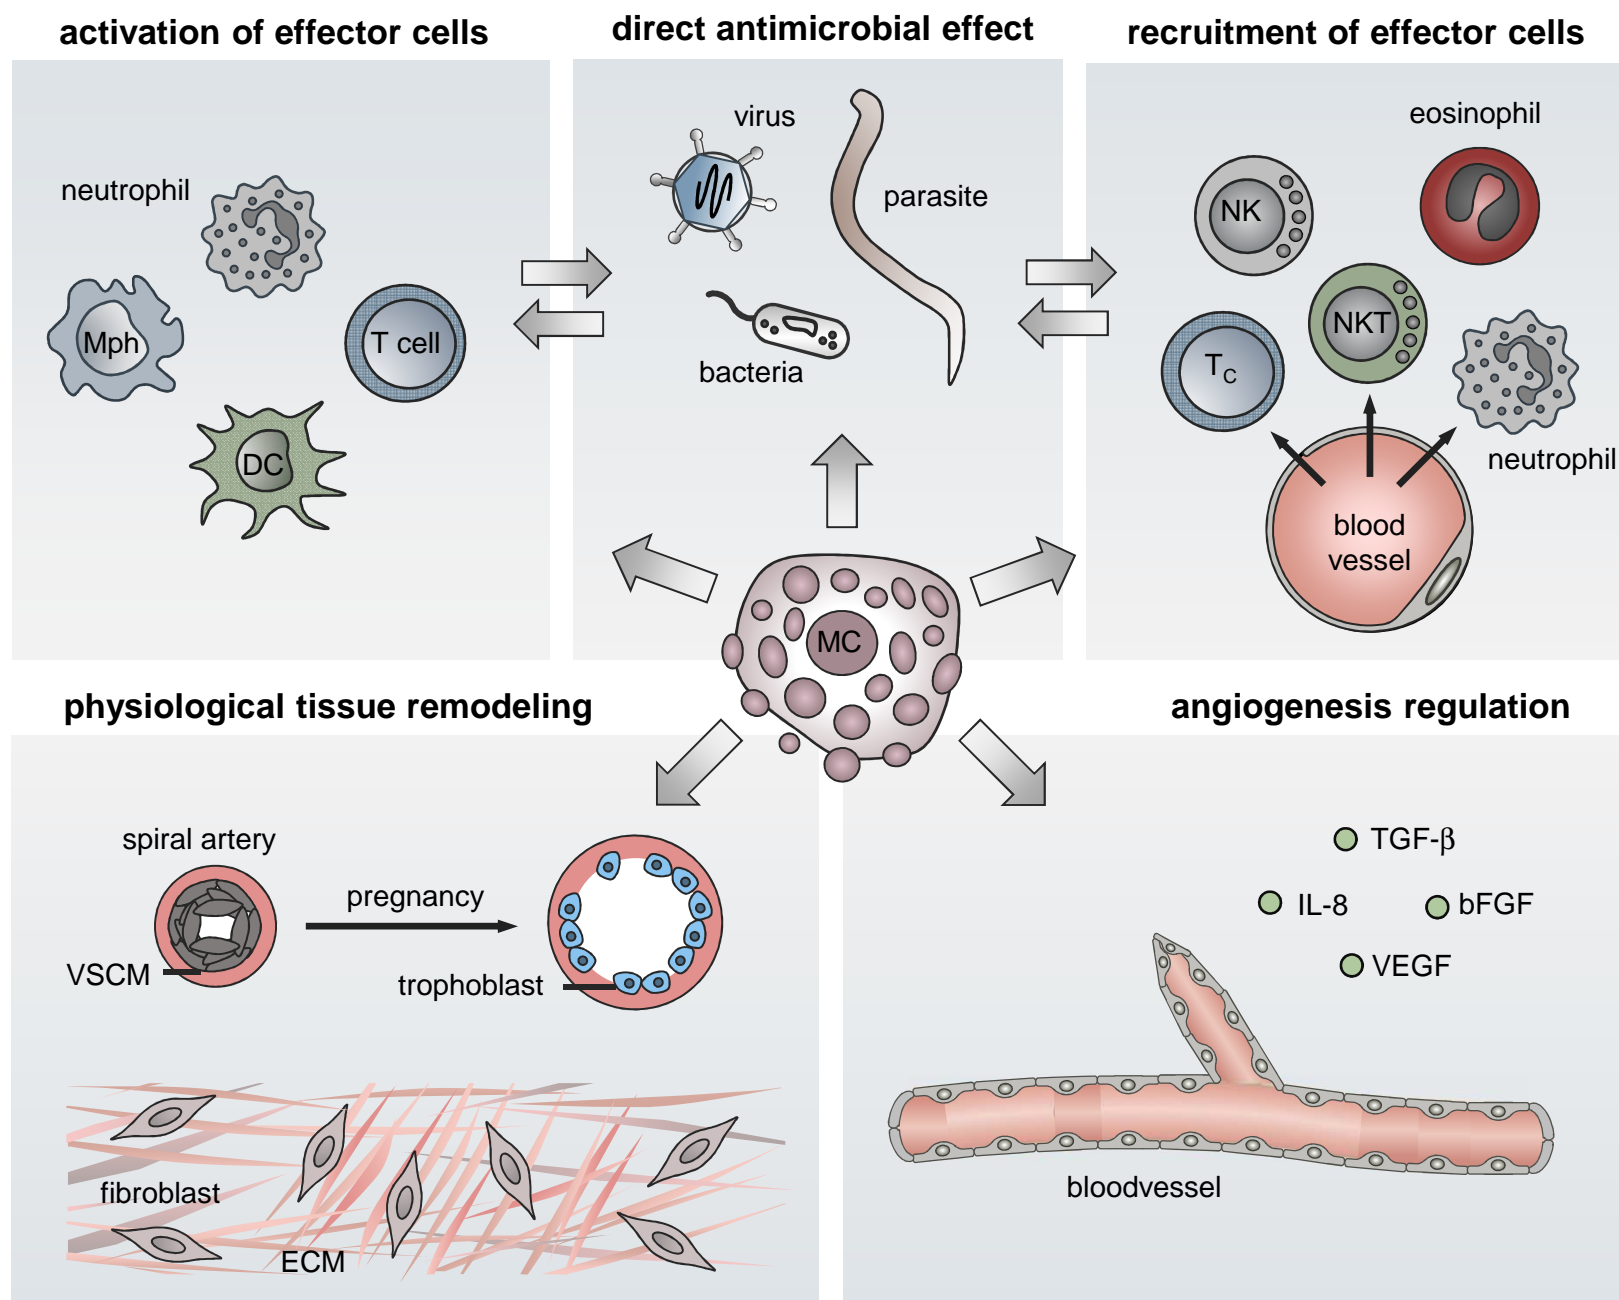 activation of effector cells
direct antimicrobial effect
recruitment of effector cells
neutrophil
Mph
T cell
DC
virus
parasite
bacteria
eosinophil
NK
NKT
T_C
neutrophil
blood
vessel
MC
physiological tissue remodeling
angiogenesis regulation
spiral artery
pregnancy
VSCM
trophoblast
fibroblast
ECM
TGF-β
IL-8
bFGF
VEGF
bloodvessel